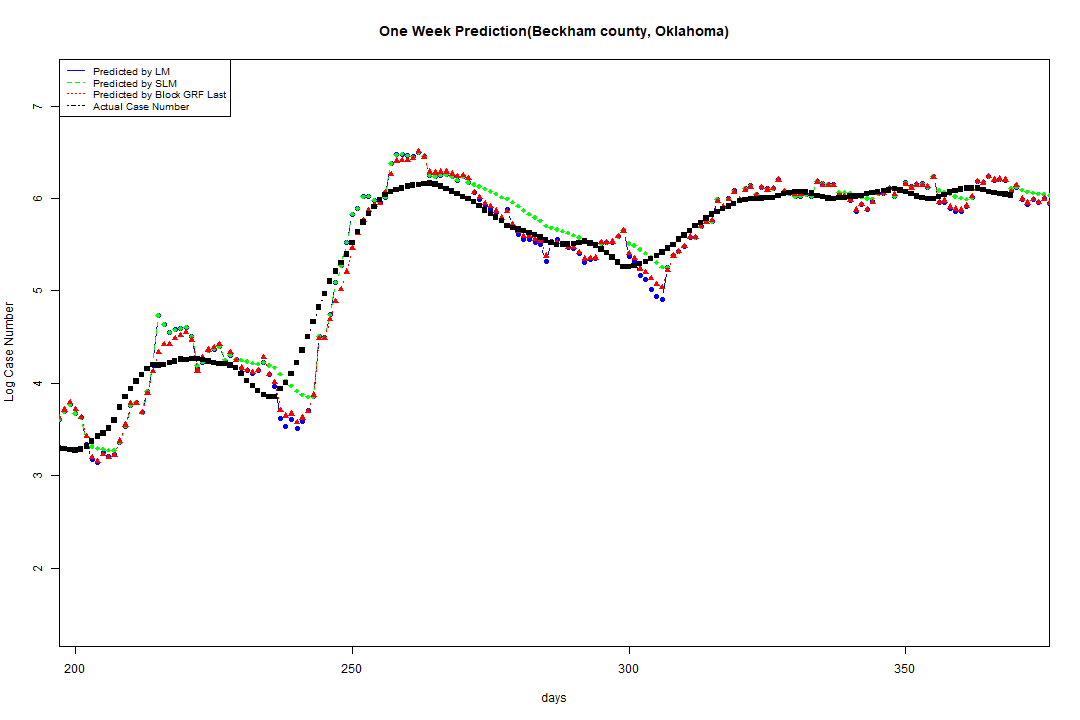 One Week Prediction(Beckham county, Oklahoma)
Predicted by LM
Predicted by SLM
Predicted by Block GRF Last
Actual Case Number
7
6
5
4
3
2
Log Case Number
200 250 300 350
days